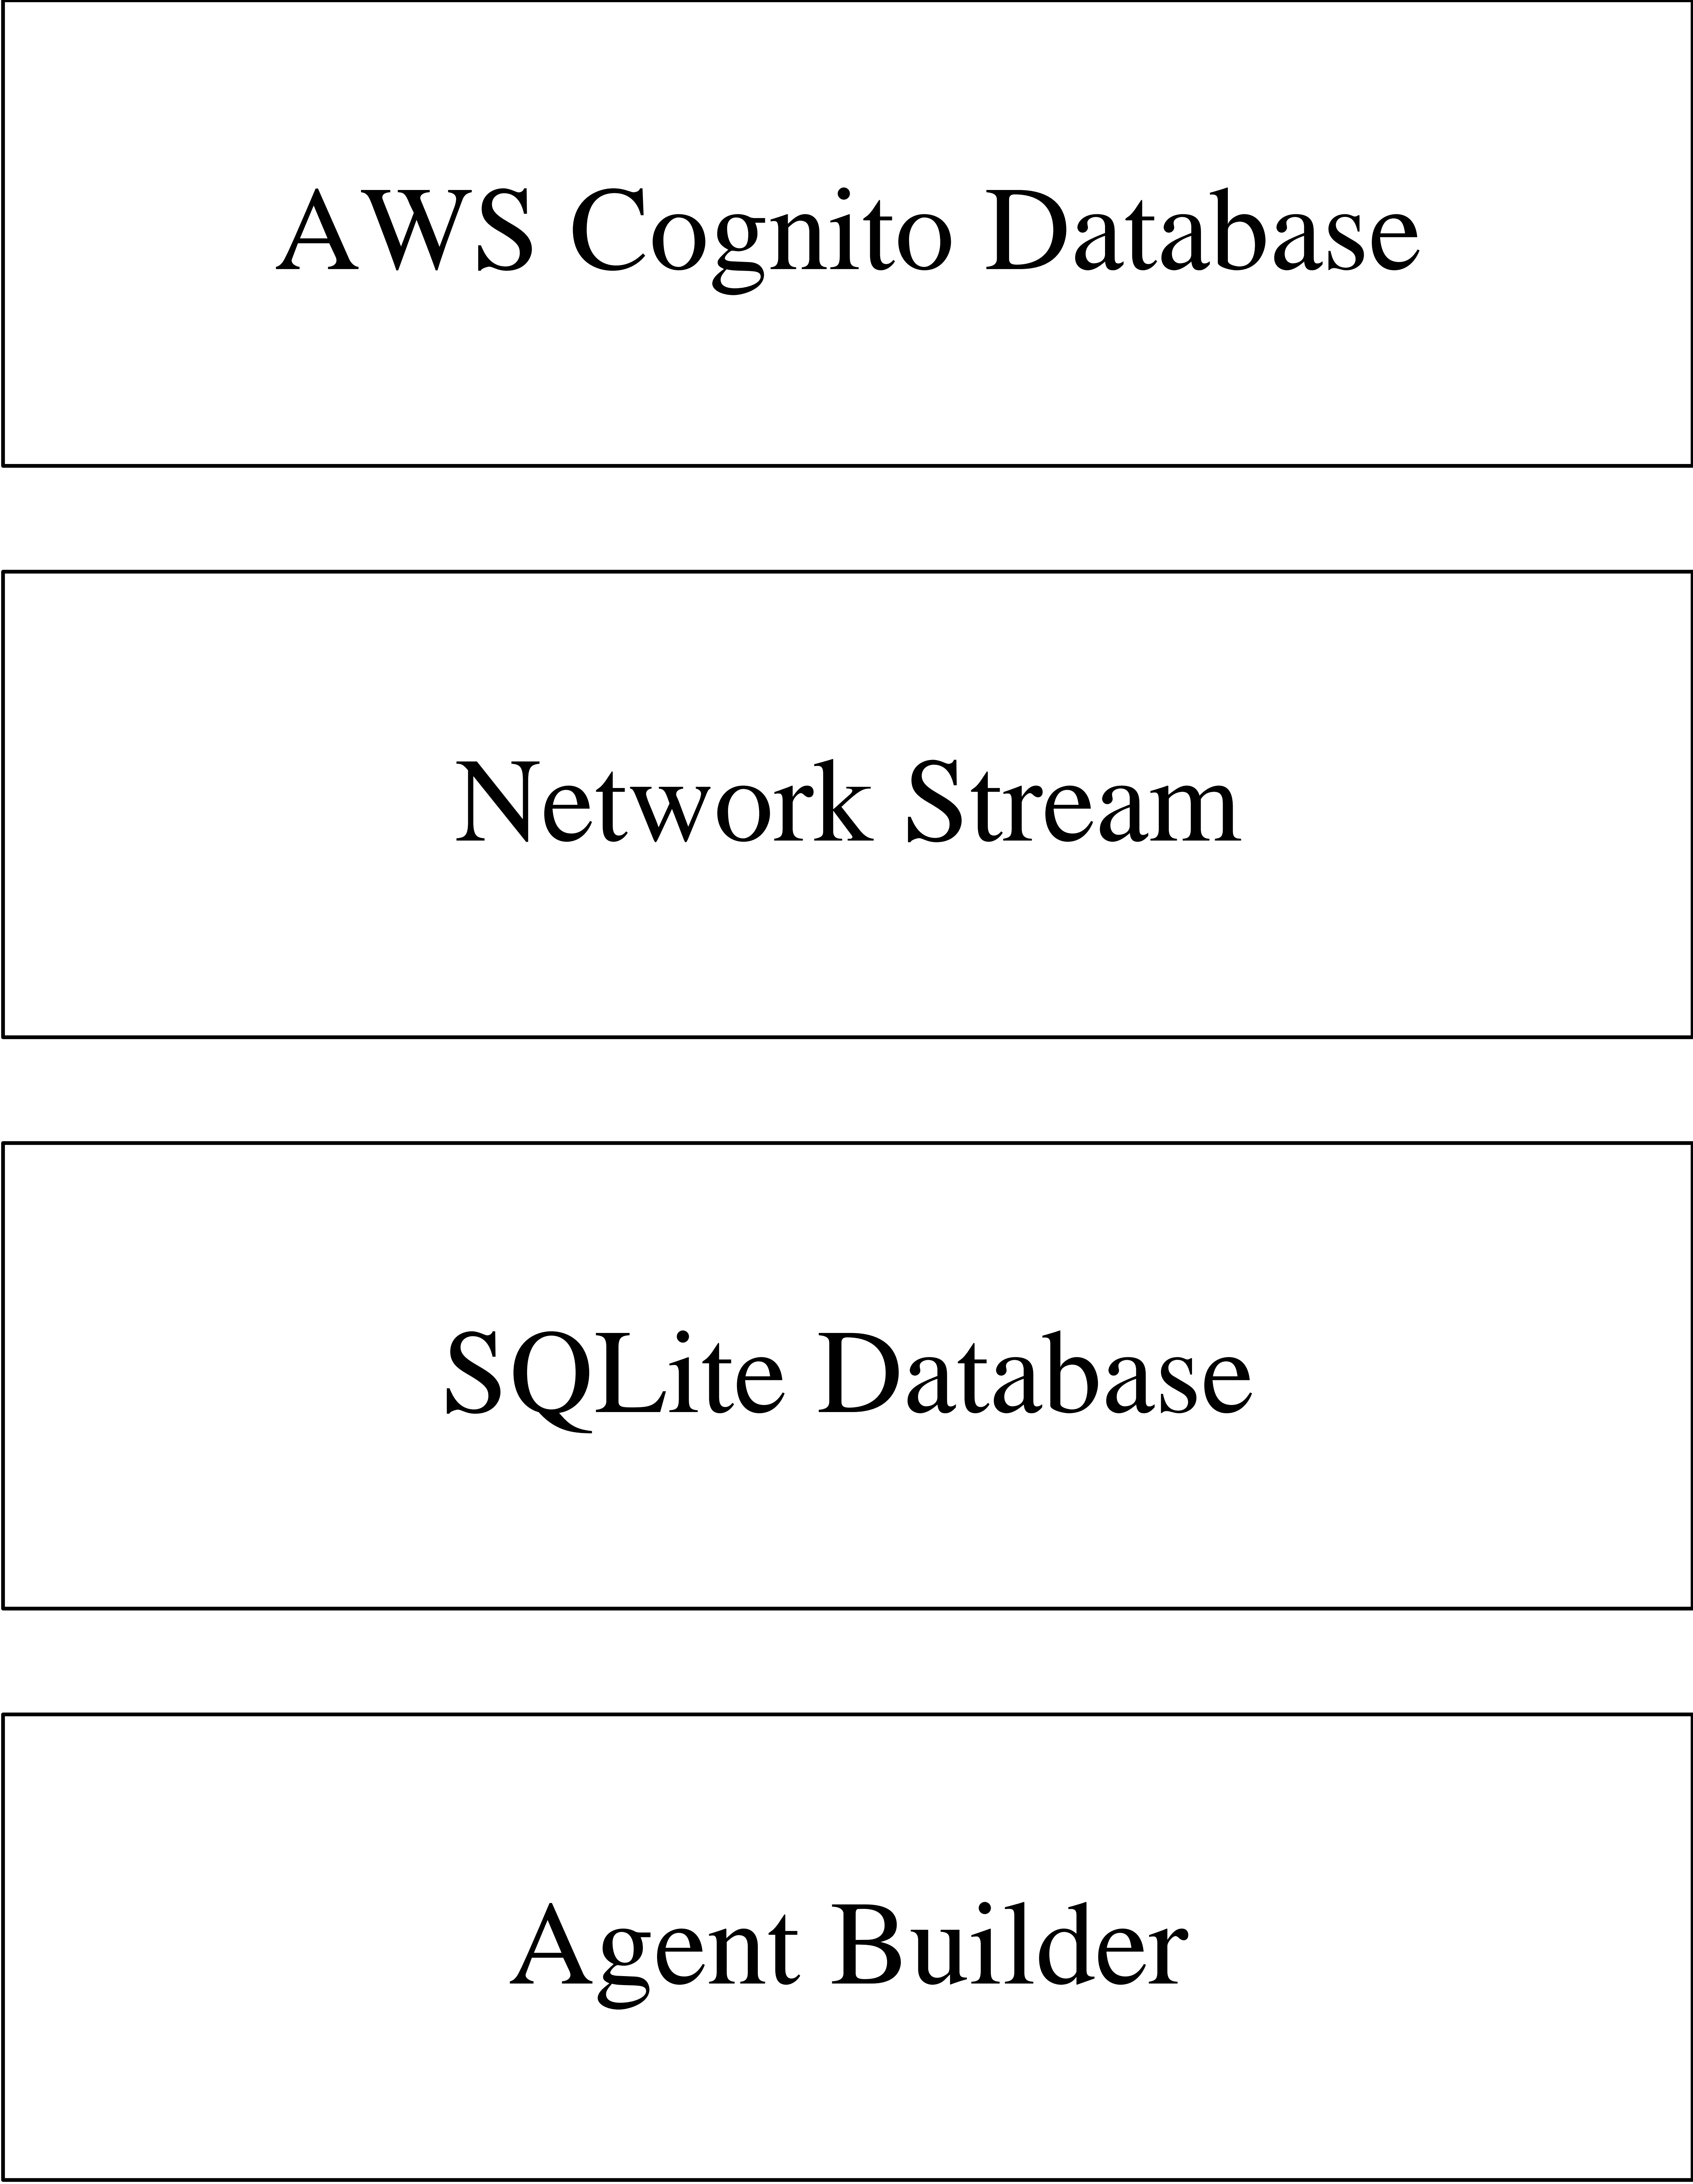 AWS Cognito Database
Network Stream
SQLite Database
Agent Builder